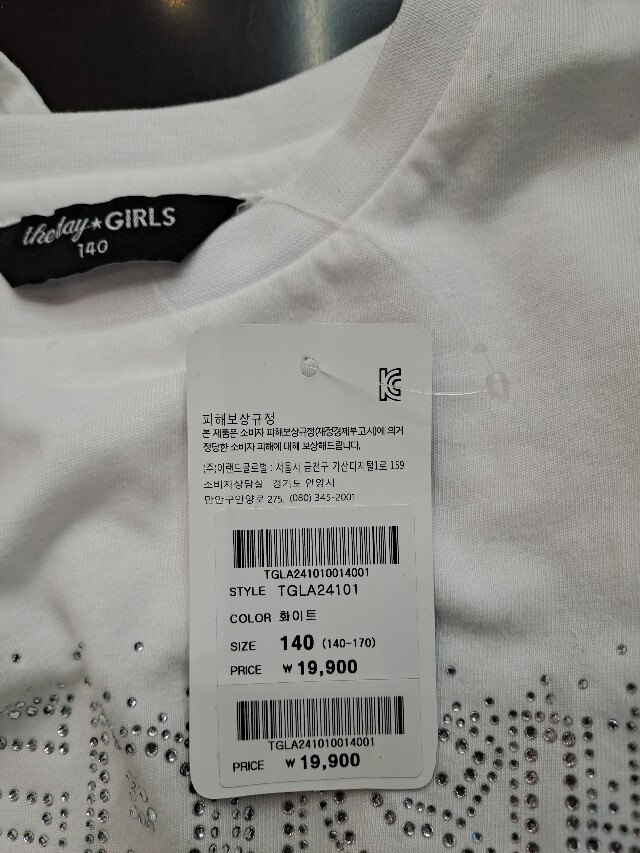 theday★GIRLS
140
피해보상규정
본 제품은 소비자 피해보상규정(재정경제부고시)에 의거
정당한 소비자 피해에 대해 보상해드립니다.
(주)이랜드글로벌 : 서울시 금천구 가산디지털1로 159
소비자상담실 : 경기도 안양시
만안구안양로 275, (080) 345-2001
TGLA241010014001
STYLE TGLA24101
COLOR 화이트
SIZE 140 (140-170)
PRICE ₩ 19,900
TGLA241010014001
PRICE ₩ 19,900